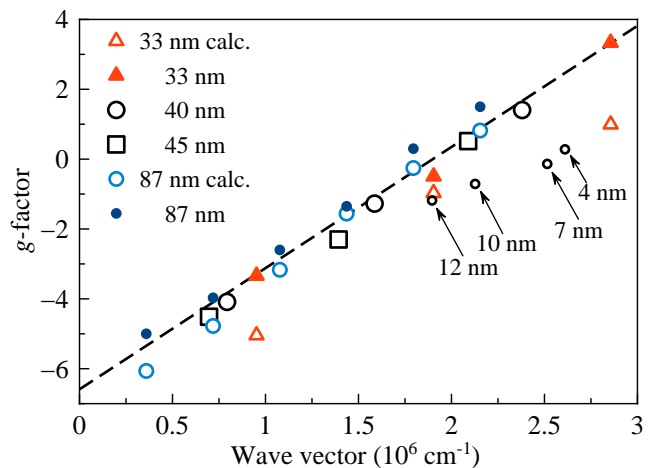 4
2
0
−2
−4
−6
g-factor
33 nm calc.
33 nm
40 nm
45 nm
87 nm calc.
87 nm
4 nm
7 nm
10 nm
12 nm
0 0.5 1 1.5 2 2.5 3
Wave vector (10⁶ cm⁻¹)